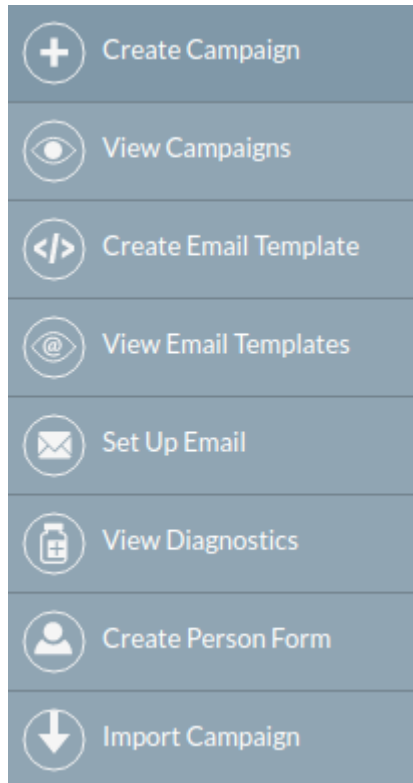 Create Campaign
View Campaigns
</> Create Email Template
@ View Email Templates
Set Up Email
View Diagnostics
Create Person Form
Import Campaign